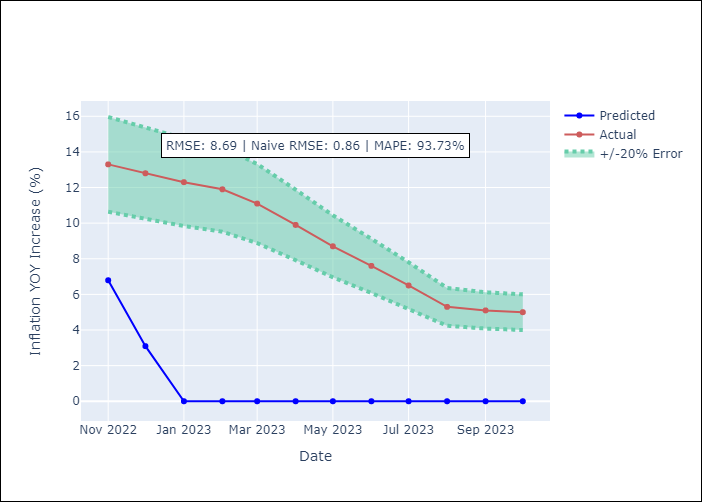 16
14
12
10
8
6
4
2
0
Inflation YOY Increase (%)
RMSE: 8.69 | Naive RMSE: 0.86 | MAPE: 93.73%
Predicted
Actual
+/-20% Error
Nov 2022
Jan 2023
Mar 2023
May 2023
Jul 2023
Sep 2023
Date